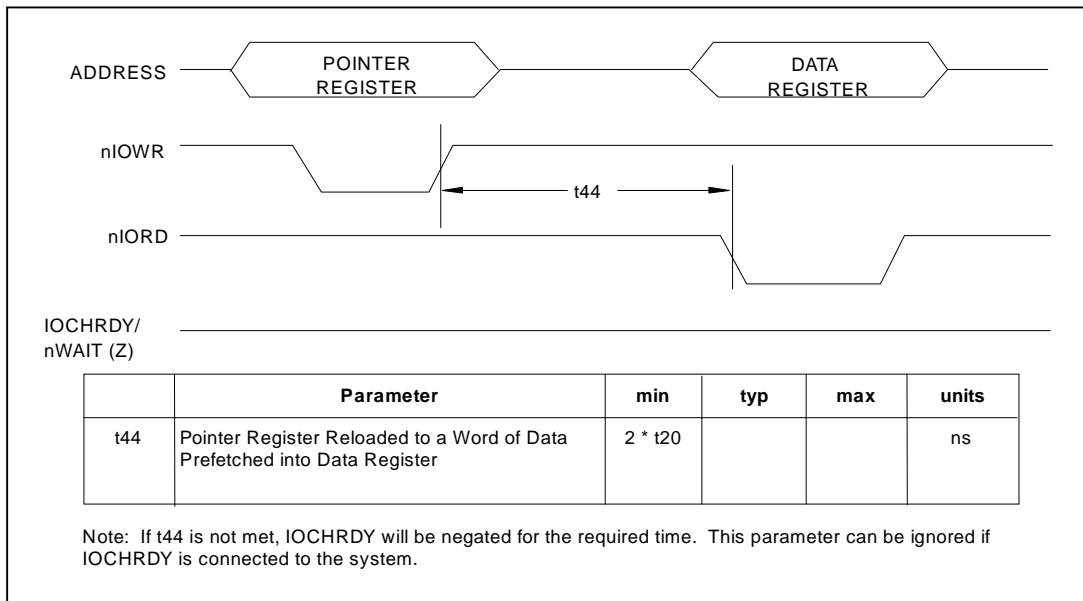 ADDRESS
POINTER
REGISTER
DATA
REGISTER
nIOWR
t44
nIORD
IOCHRDY/
nWAIT (Z)
Parameter min typ max units
t44 Pointer Register Reloaded to a Word of Data 2 * t20 ns
Prefetched into Data Register
Note: If t44 is not met, IOCHRDY will be negated for the required time. This parameter can be ignored if
IOCHRDY is connected to the system.